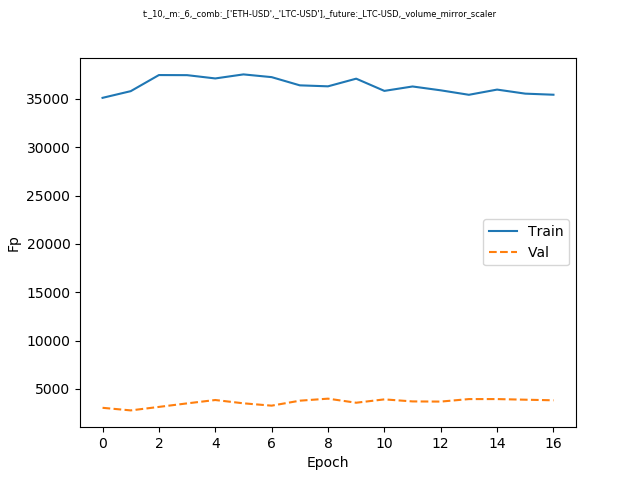 t:_10,_m:_6,_comb:_['ETH-USD',_'LTC-USD'],_future:_LTC-USD,_volume_mirror_scaler
35000
30000
25000
20000
15000
10000
5000
Fp
Train
Val
0 2 4 6 8 10 12 14 16
Epoch